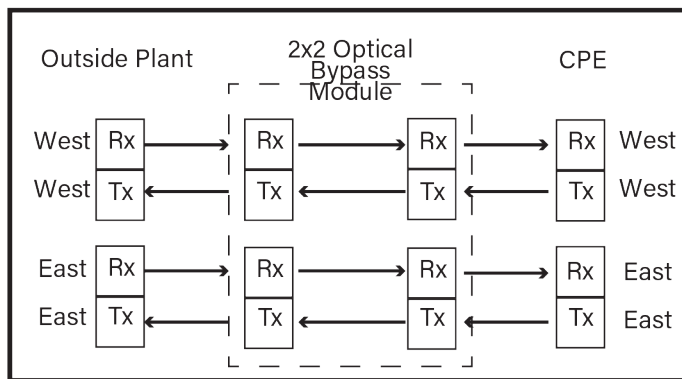 Outside Plant
2x2 Optical
Bypass
Module
CPE
West Rx Rx Rx Rx West
West Tx Tx Tx Tx West
East Rx Rx Rx Rx East
East Tx Tx Tx Tx East